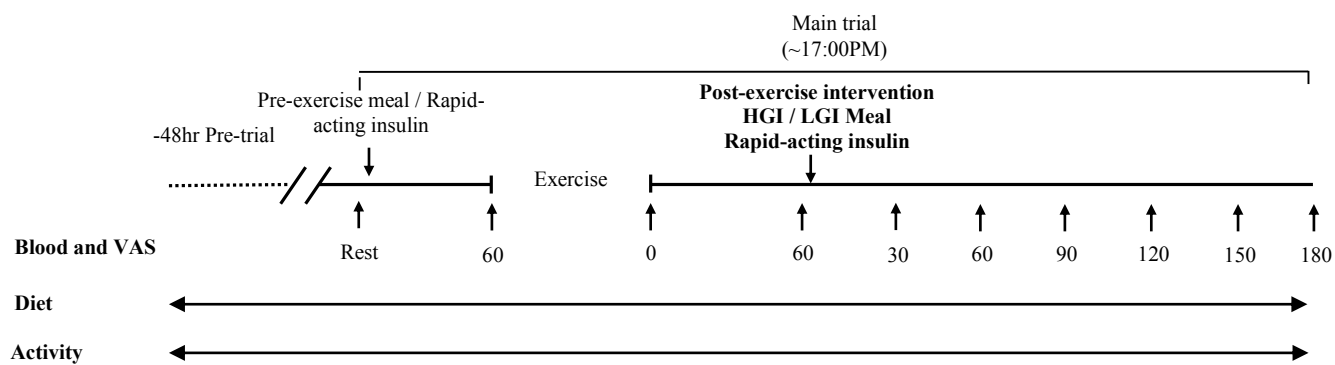 Main trial
(~17:00PM)
Pre-exercise meal / Rapid-
acting insulin
Post-exercise intervention
HGI / LGI Meal
Rapid-acting insulin
-48hr Pre-trial
Exercise
Blood and VAS
Rest 60 0 60 30 60 90 120 150 180
Diet
Activity